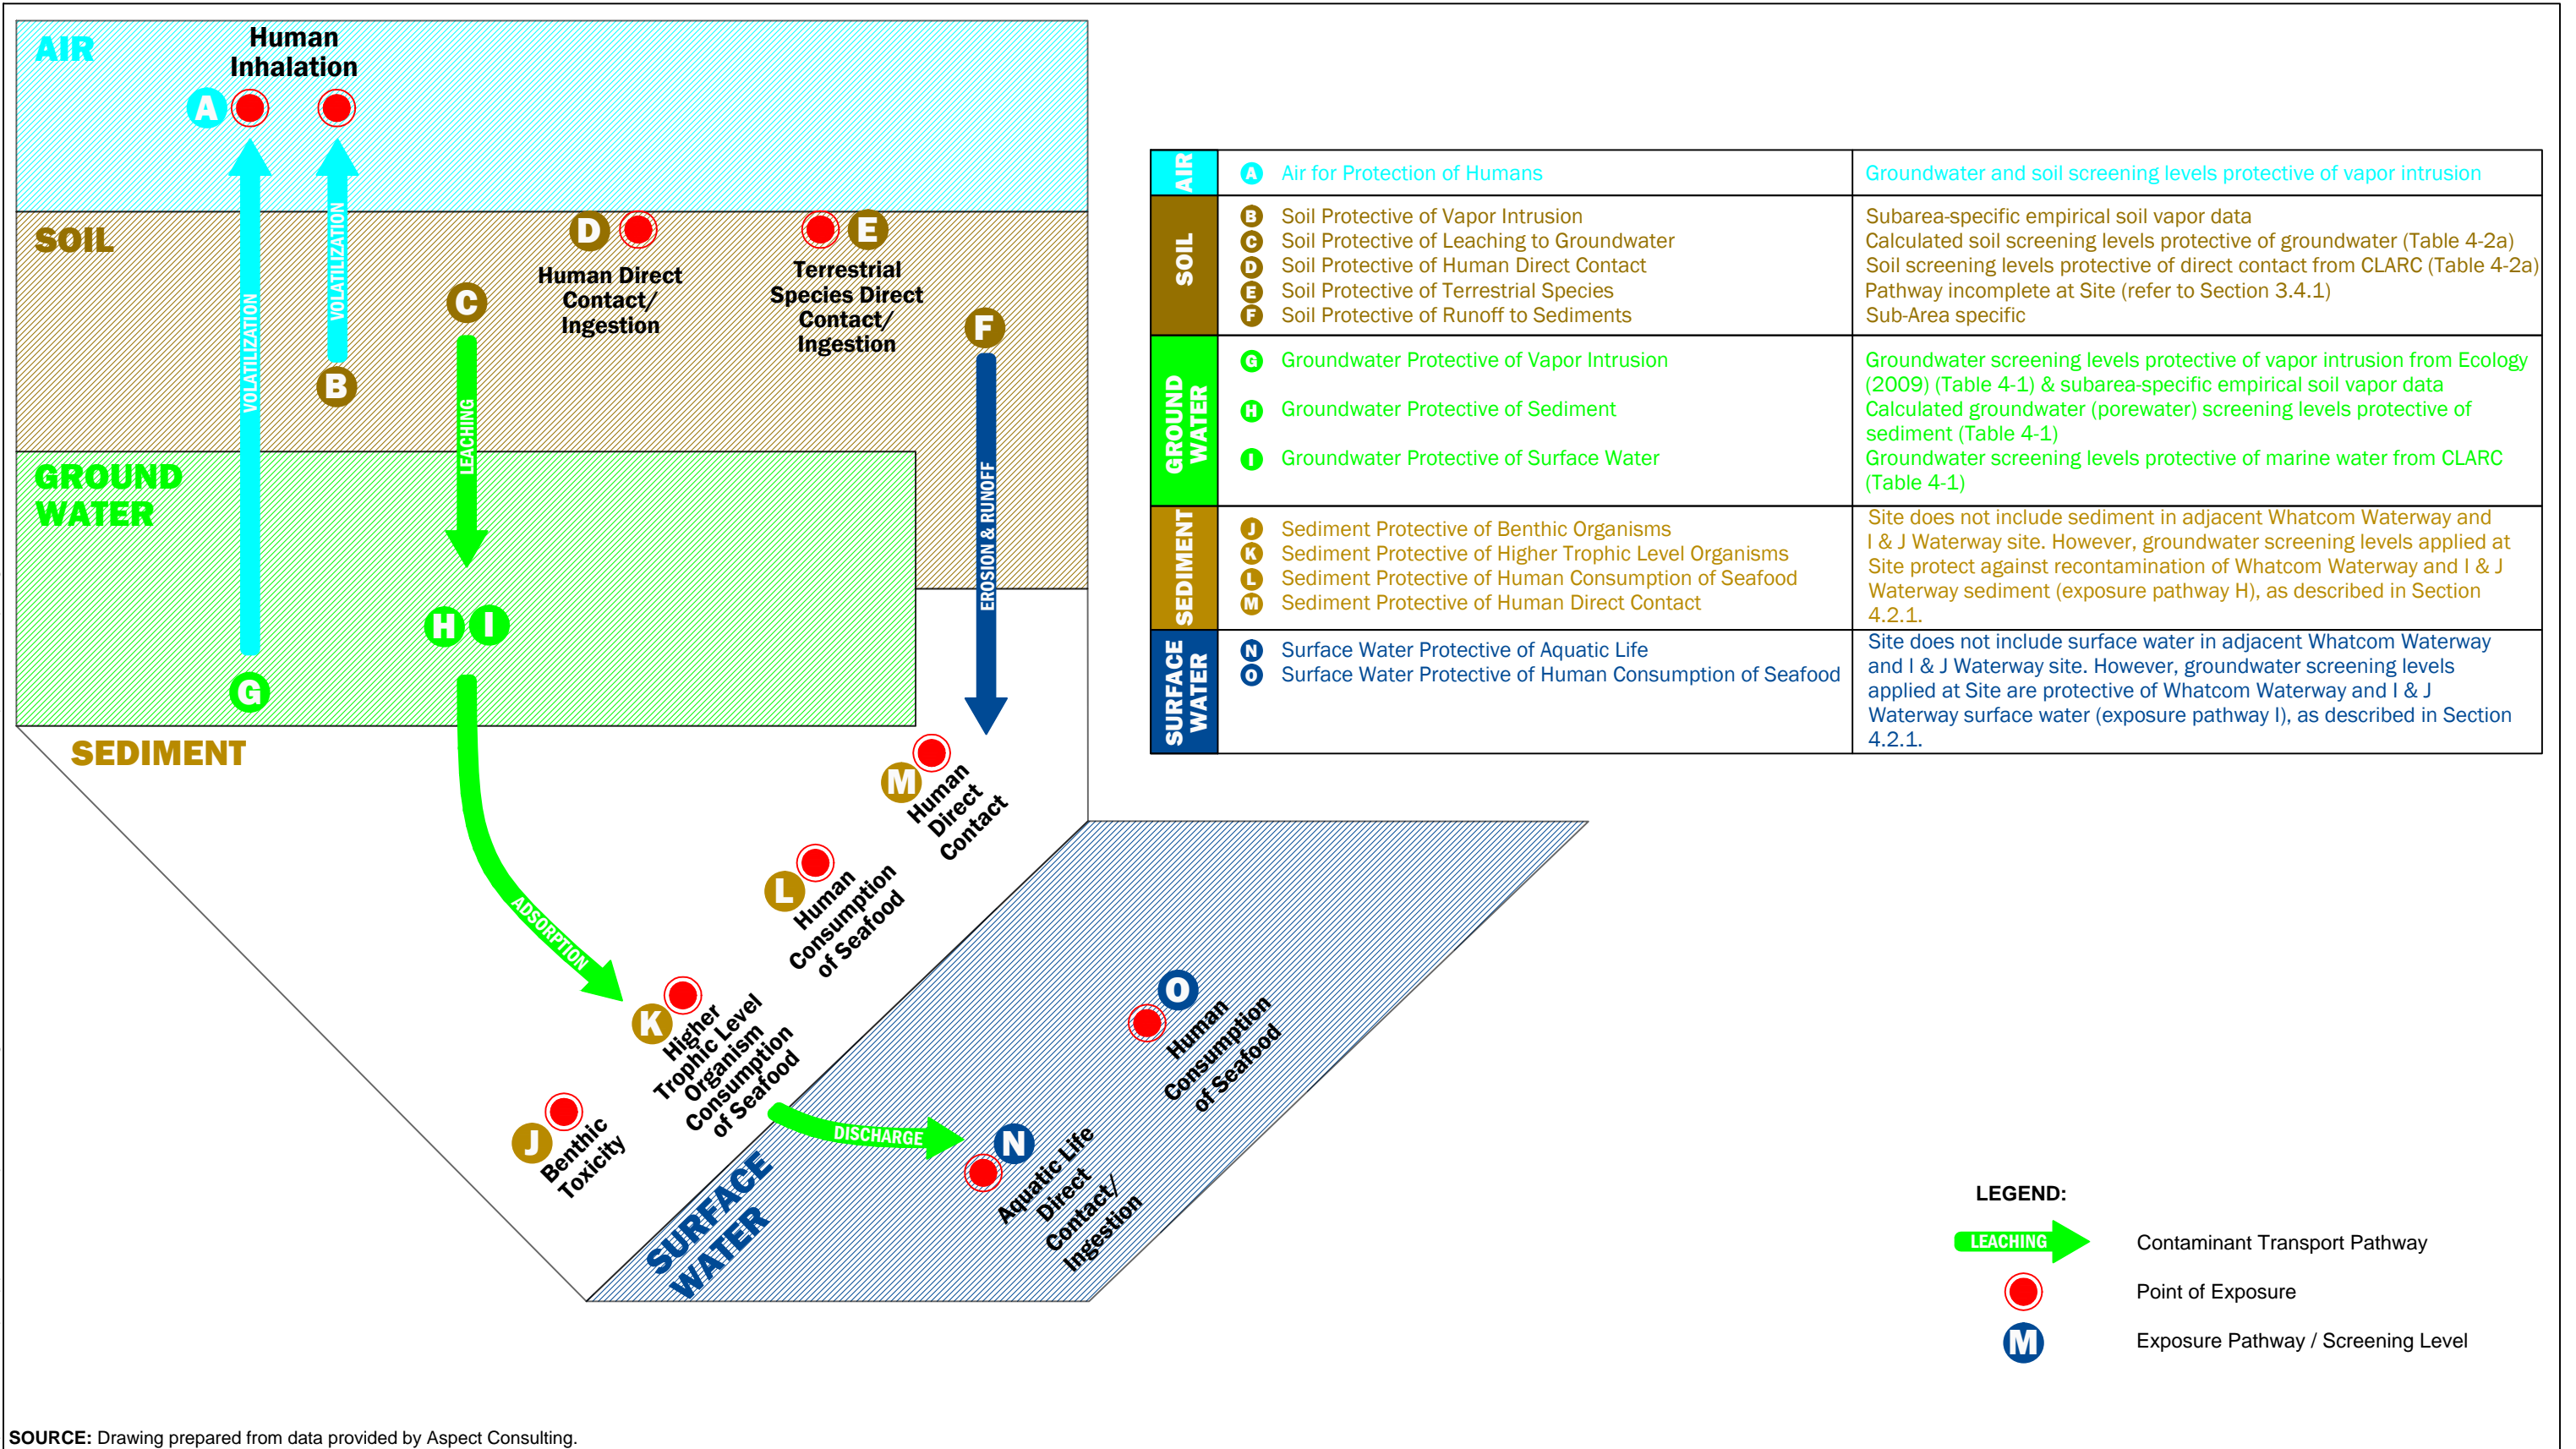 AIR
Human
Inhalation
A
VOLATILIZATION
VOLATILIZATION
SOIL
D
E
Human Direct
Contact/
Ingestion
Terrestrial
Species Direct
Contact/
Ingestion
C
F
B
LEACHING
EROSION & RUNOFF
GROUND
WATER
H I
G
SEDIMENT
M
Human
Direct
Contact
L
Human
Consumption
of Seafood
ADSORPTION
K
Higher
Trophic Level
Organism
Consumption
of Seafood
J
Benthic
Toxicity
DISCHARGE
SURFACE
WATER
N
Aquatic Life
Direct
Contact/
Ingestion
O
Human
Consumption
of Seafood
AIR
A Air for Protection of Humans
Groundwater and soil screening levels protective of vapor intrusion
SOIL
B Soil Protective of Vapor Intrusion
Subarea-specific empirical soil vapor data
C Soil Protective of Leaching to Groundwater
Calculated soil screening levels protective of groundwater (Table 4-2a)
D Soil Protective of Human Direct Contact
Soil screening levels protective of direct contact from CLARC (Table 4-2a)
E Soil Protective of Terrestrial Species
Pathway incomplete at Site (refer to Section 3.4.1)
F Soil Protective of Runoff to Sediments
Sub-Area specific
GROUND
WATER
G Groundwater Protective of Vapor Intrusion
Groundwater screening levels protective of vapor intrusion from Ecology
(2009) (Table 4-1) & subarea-specific empirical soil vapor data
H Groundwater Protective of Sediment
Calculated groundwater (porewater) screening levels protective of
sediment (Table 4-1)
I Groundwater Protective of Surface Water
Groundwater screening levels protective of marine water from CLARC
(Table 4-1)
SEDIMENT
J Sediment Protective of Benthic Organisms
K Sediment Protective of Higher Trophic Level Organisms
L Sediment Protective of Human Consumption of Seafood
M Sediment Protective of Human Direct Contact
Site does not include sediment in adjacent Whatcom Waterway and
I & J Waterway site. However, groundwater screening levels applied at
Site protect against recontamination of Whatcom Waterway and I & J
Waterway sediment (exposure pathway H), as described in Section
4.2.1.
SURFACE
WATER
N Surface Water Protective of Aquatic Life
O Surface Water Protective of Human Consumption of Seafood
Site does not include surface water in adjacent Whatcom Waterway
and I & J Waterway site. However, groundwater screening levels
applied at Site are protective of Whatcom Waterway and I & J
Waterway surface water (exposure pathway I), as described in Section
4.2.1.
LEGEND:
LEACHING Contaminant Transport Pathway
Point of Exposure
M Exposure Pathway / Screening Level
SOURCE: Drawing prepared from data provided by Aspect Consulting.